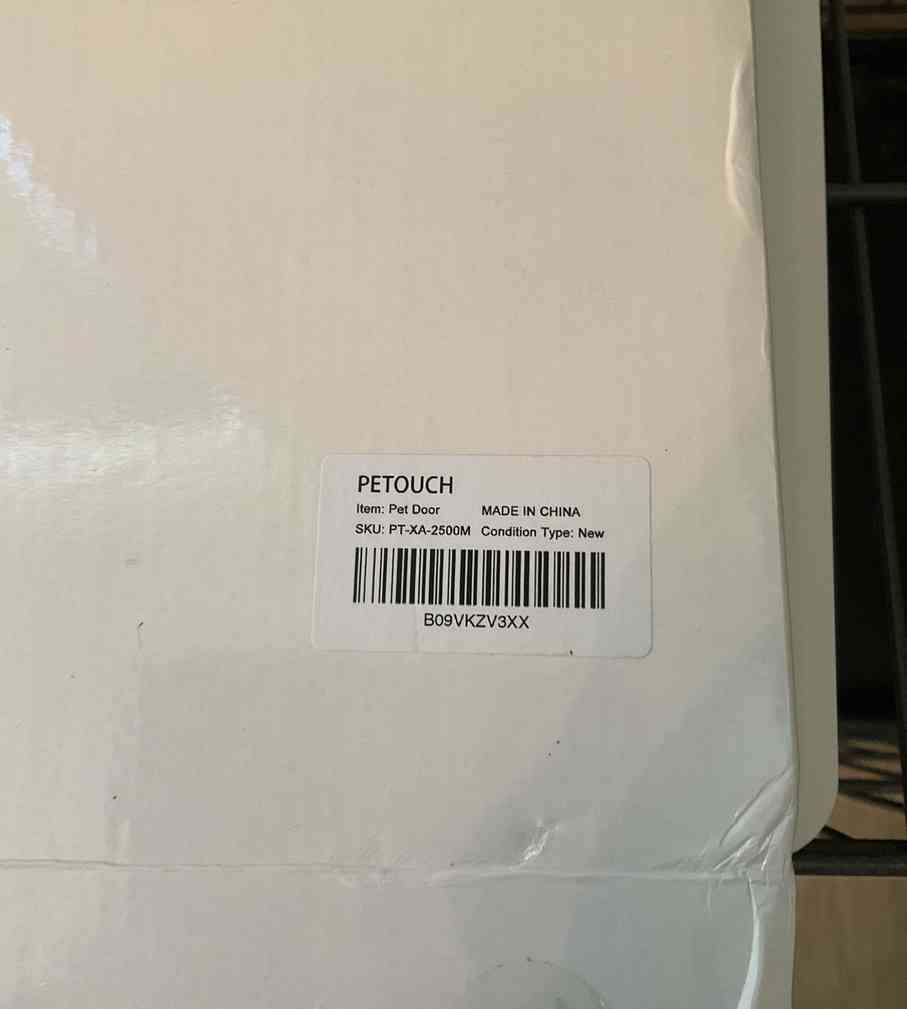 PETOUCH
Item: Pet Door MADE IN CHINA
SKU: PT-XA-2500M Condition Type: New
B09VKZV3XX